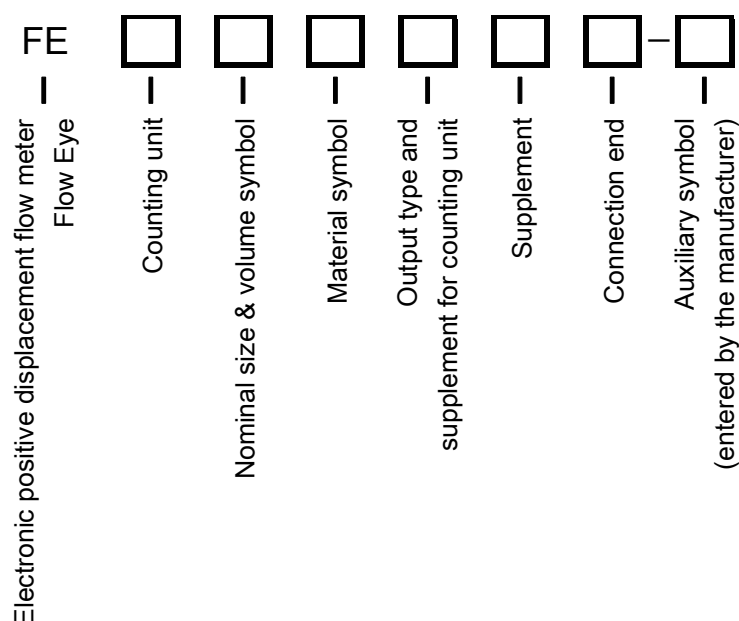 FE
–
Electronic positive displacement flow meter
Flow Eye
Counting unit
Nominal size & volume symbol
Material symbol
Output type and
supplement for counting unit
Supplement
Connection end
Auxiliary symbol
(entered by the manufacturer)